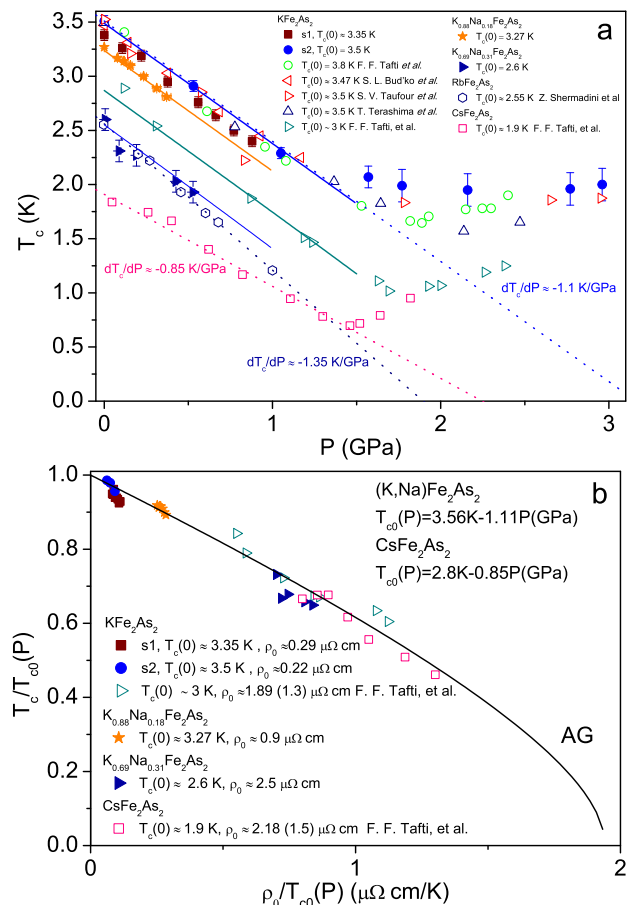 a
KFe₂As₂
s1, T_c(0) ≈ 3.35 K
s2, T_c(0) ≈ 3.5 K
T_c(0) ≈ 3.8 K F. F. Tafti et al.
T_c(0) ≈ 3.47 K S. L. Bud'ko et al.
T_c(0) ≈ 3.5K S. V. Taufour et al.
T_c(0) ≈ 3.5 K T. Terashima et al.
T_c(0) ~ 3 K F. F. Tafti, et al.
K₀.₈₈Na₀.₁₈Fe₂As₂
T_c(0) ≈ 3.27 K
K₀.₆₉Na₀.₃₁Fe₂As₂
T_c(0) ≈ 2.6 K
RbFe₂As₂
T_c(0) ≈ 2.55 K Z. Shermadini et al
CsFe₂As₂
T_c(0) ≈ 1.9 K F. F. Tafti, et al.
3.5
3.0
2.5
2.0
1.5
1.0
0.5
0.0
T_c (K)
dT_c/dP ≈ -0.85 K/GPa
dT_c/dP ≈ -1.35 K/GPa
dT_c/dP ≈ -1.1 K/GPa
0 1 2 3
P (GPa)
b
(K,Na)Fe₂As₂
T_c0(P)=3.56K-1.11P(GPa)
CsFe₂As₂
T_c0(P)=2.8K-0.85P(GPa)
1.0
0.8
0.6
0.4
0.2
0.0
T_c/T_c0(P)
KFe₂As₂
s1, T_c(0) ≈ 3.35 K , ρ₀ ≈0.29 μΩ cm
s2, T_c(0) ≈ 3.5 K, ρ₀ ≈0.22 μΩ cm
T_c(0) ~ 3 K, ρ₀ ≈1.89 (1.3) μΩ cm F. F. Tafti, et al.
K₀.₈₈Na₀.₁₈Fe₂As₂
T_c(0) ≈ 3.27 K, ρ₀ ≈ 0.9 μΩ cm
K₀.₆₉Na₀.₃₁Fe₂As₂
T_c(0) ≈ 2.6 K, ρ₀ ≈ 2.5 μΩ cm
CsFe₂As₂
T_c(0) ≈ 1.9 K, ρ₀ ≈ 2.18 (1.5) μΩ cm F. F. Tafti, et al.
AG
0 1 2
ρ₀/T_c0(P) (μΩ cm/K)